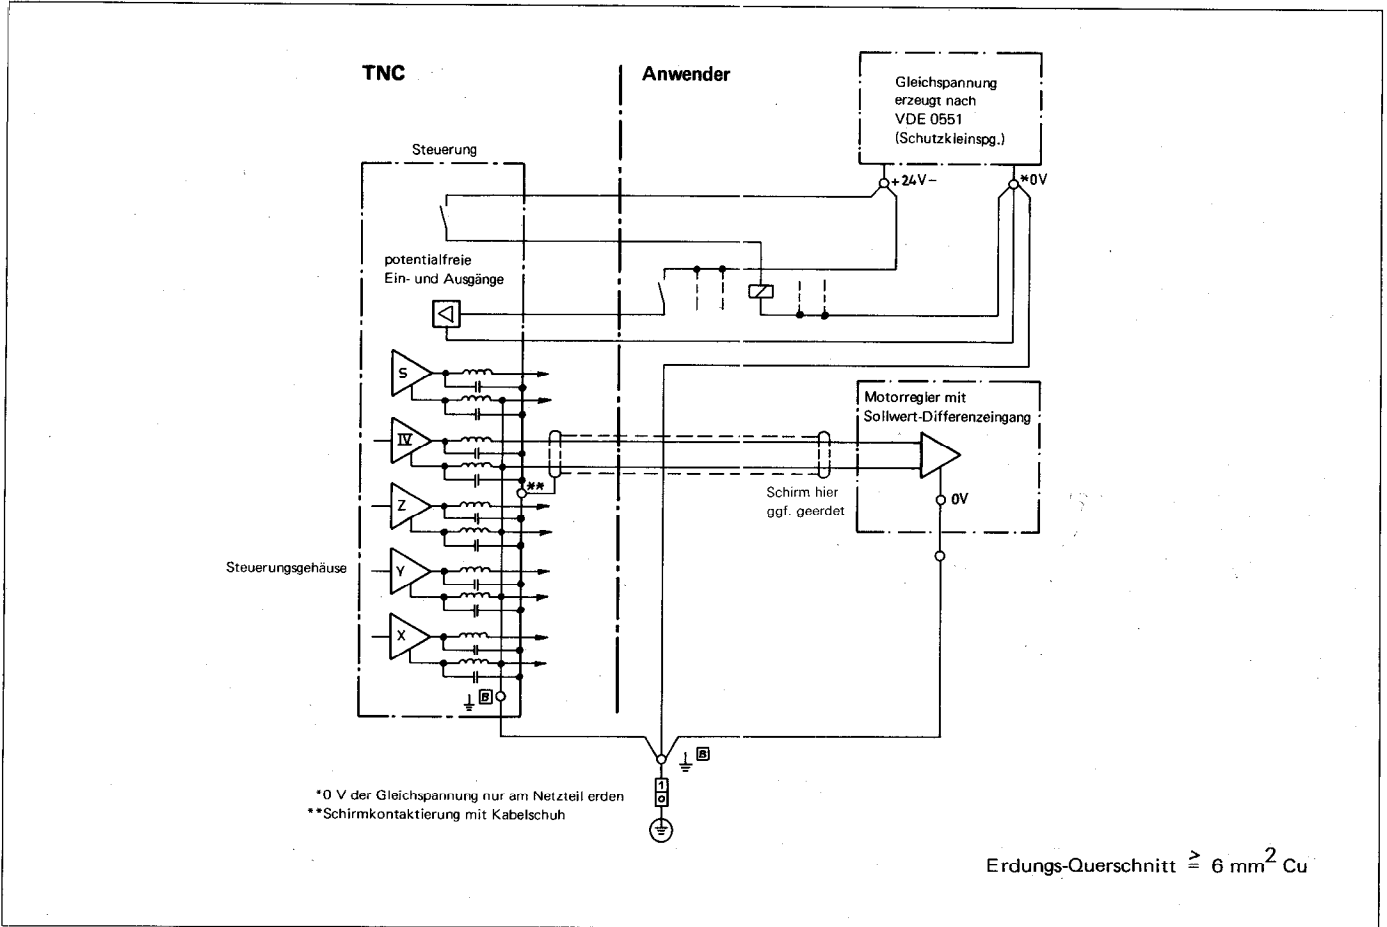 TNC
Anwender
Gleichspannung
erzeugt nach
VDE 0551
(Schutzkleinspg.)
Steuerung
+24V-
*0V
potentialfreie
Ein- und Ausgänge
S
Motorregler mit
Sollwert-Differenzeingang
IV
**
Schirm hier
ggf. geerdet
0V
Z
Steuerungsgehäuse
Y
X
B
B
1
0
*0 V der Gleichspannung nur am Netzteil erden
**Schirmkontaktierung mit Kabelschuh
Erdungs-Querschnitt ≧ 6 mm² Cu